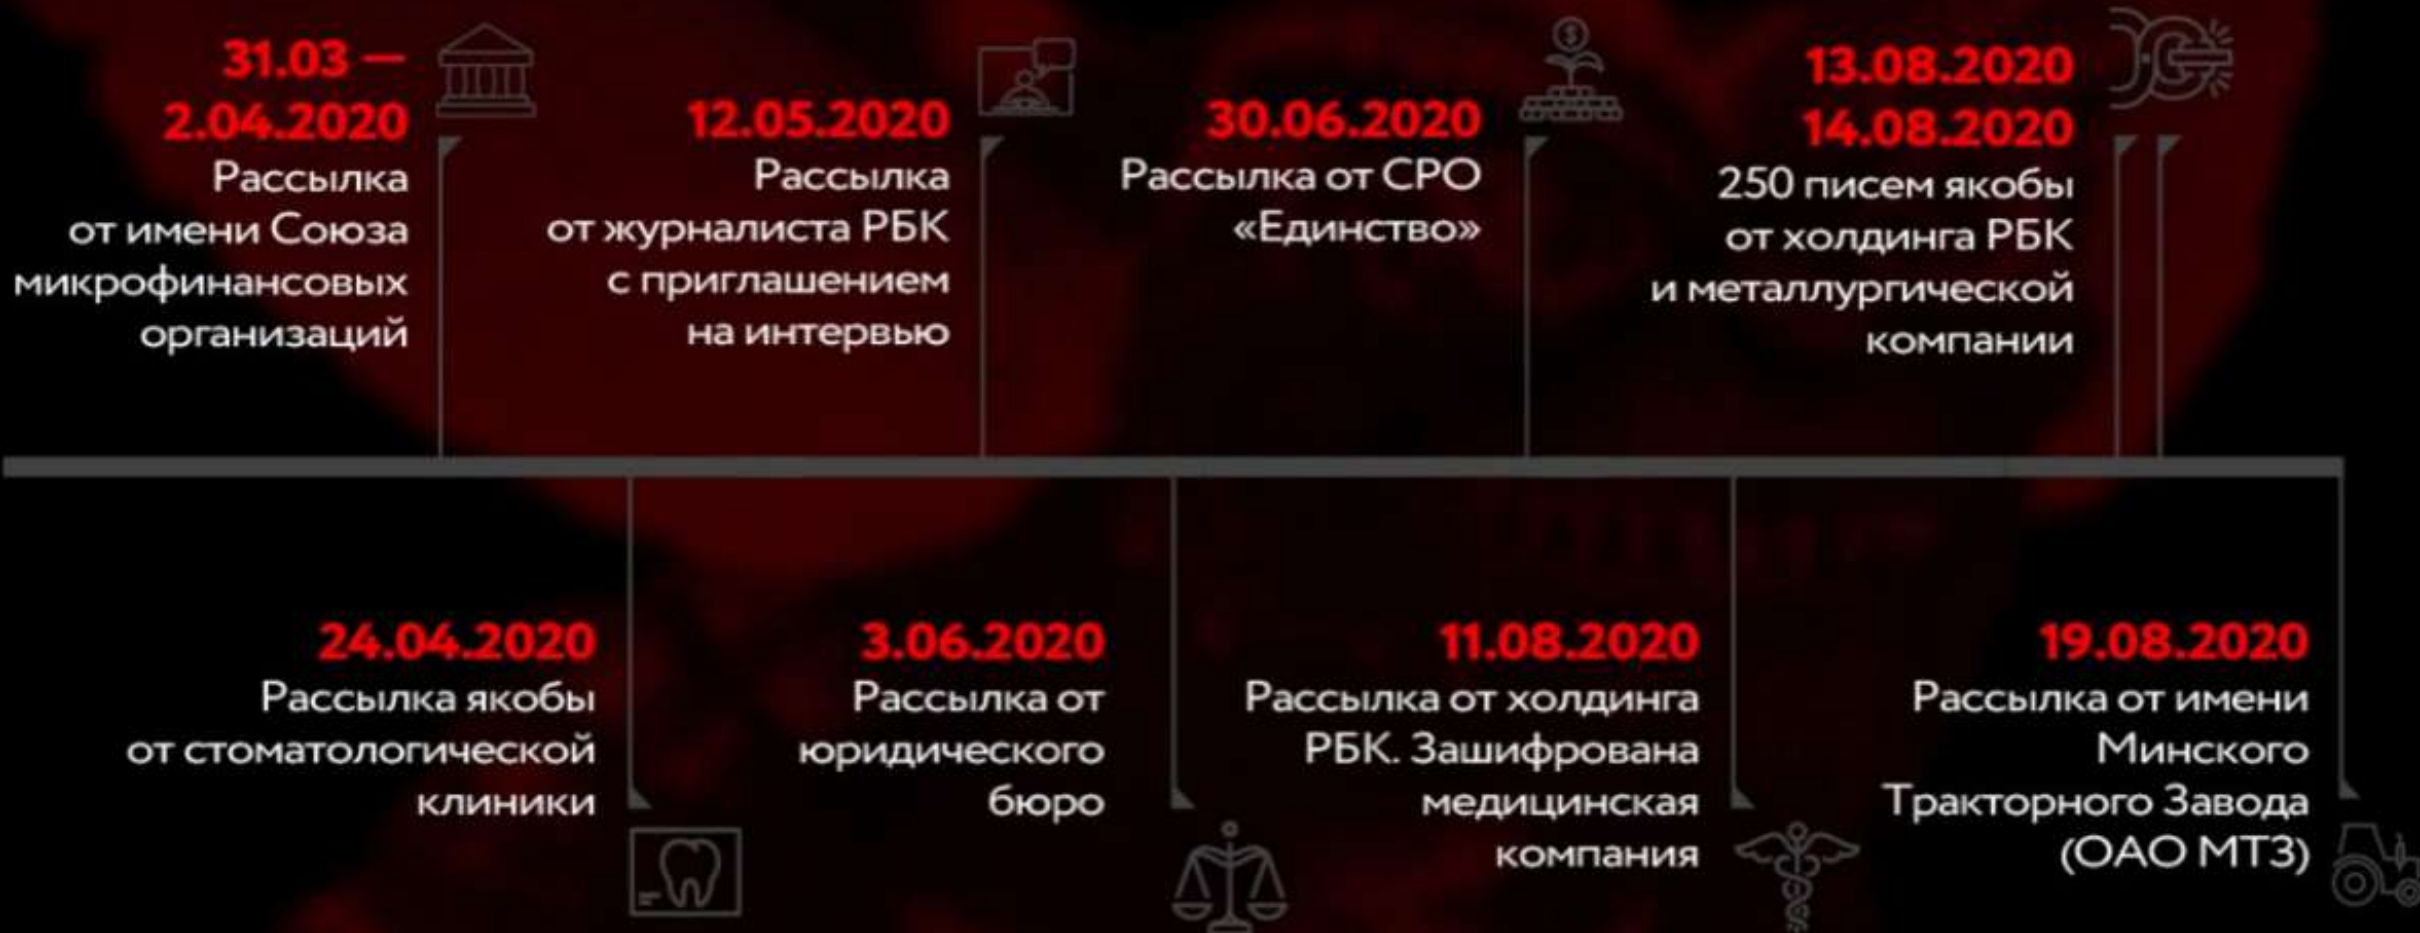 31.03 —
2.04.2020
Рассылка
от имени Союза
микрофинансовых
организаций
12.05.2020
Рассылка
от журналиста РБК
с приглашением
на интервью
30.06.2020
Рассылка от СРО
«Единство»
13.08.2020
14.08.2020
250 писем якобы
от холдинга РБК
и металлургической
компании
24.04.2020
Рассылка якобы
от стоматологической
клиники
3.06.2020
Рассылка от
юридического
бюро
11.08.2020
Рассылка от холдинга
РБК. Зашифрована
медицинская
компания
19.08.2020
Рассылка от имени
Минского
Тракторного Завода
(ОАО МТЗ)